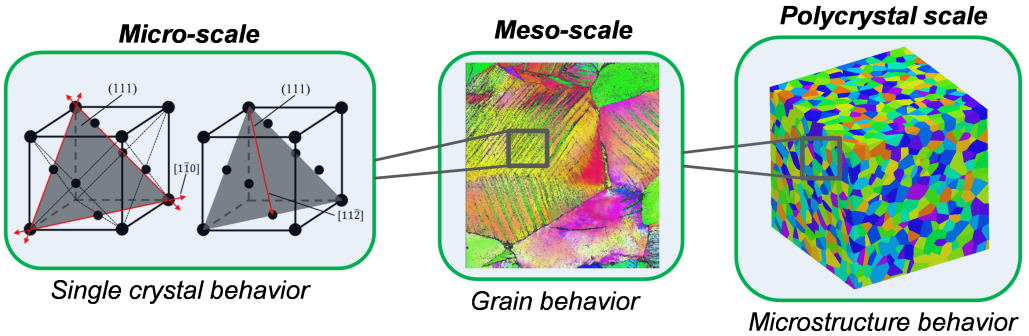 Micro-scale
Meso-scale
Polycrystal scale
(111)
(111)
[11̄0]
[112̄]
Single crystal behavior
Grain behavior
Microstructure behavior